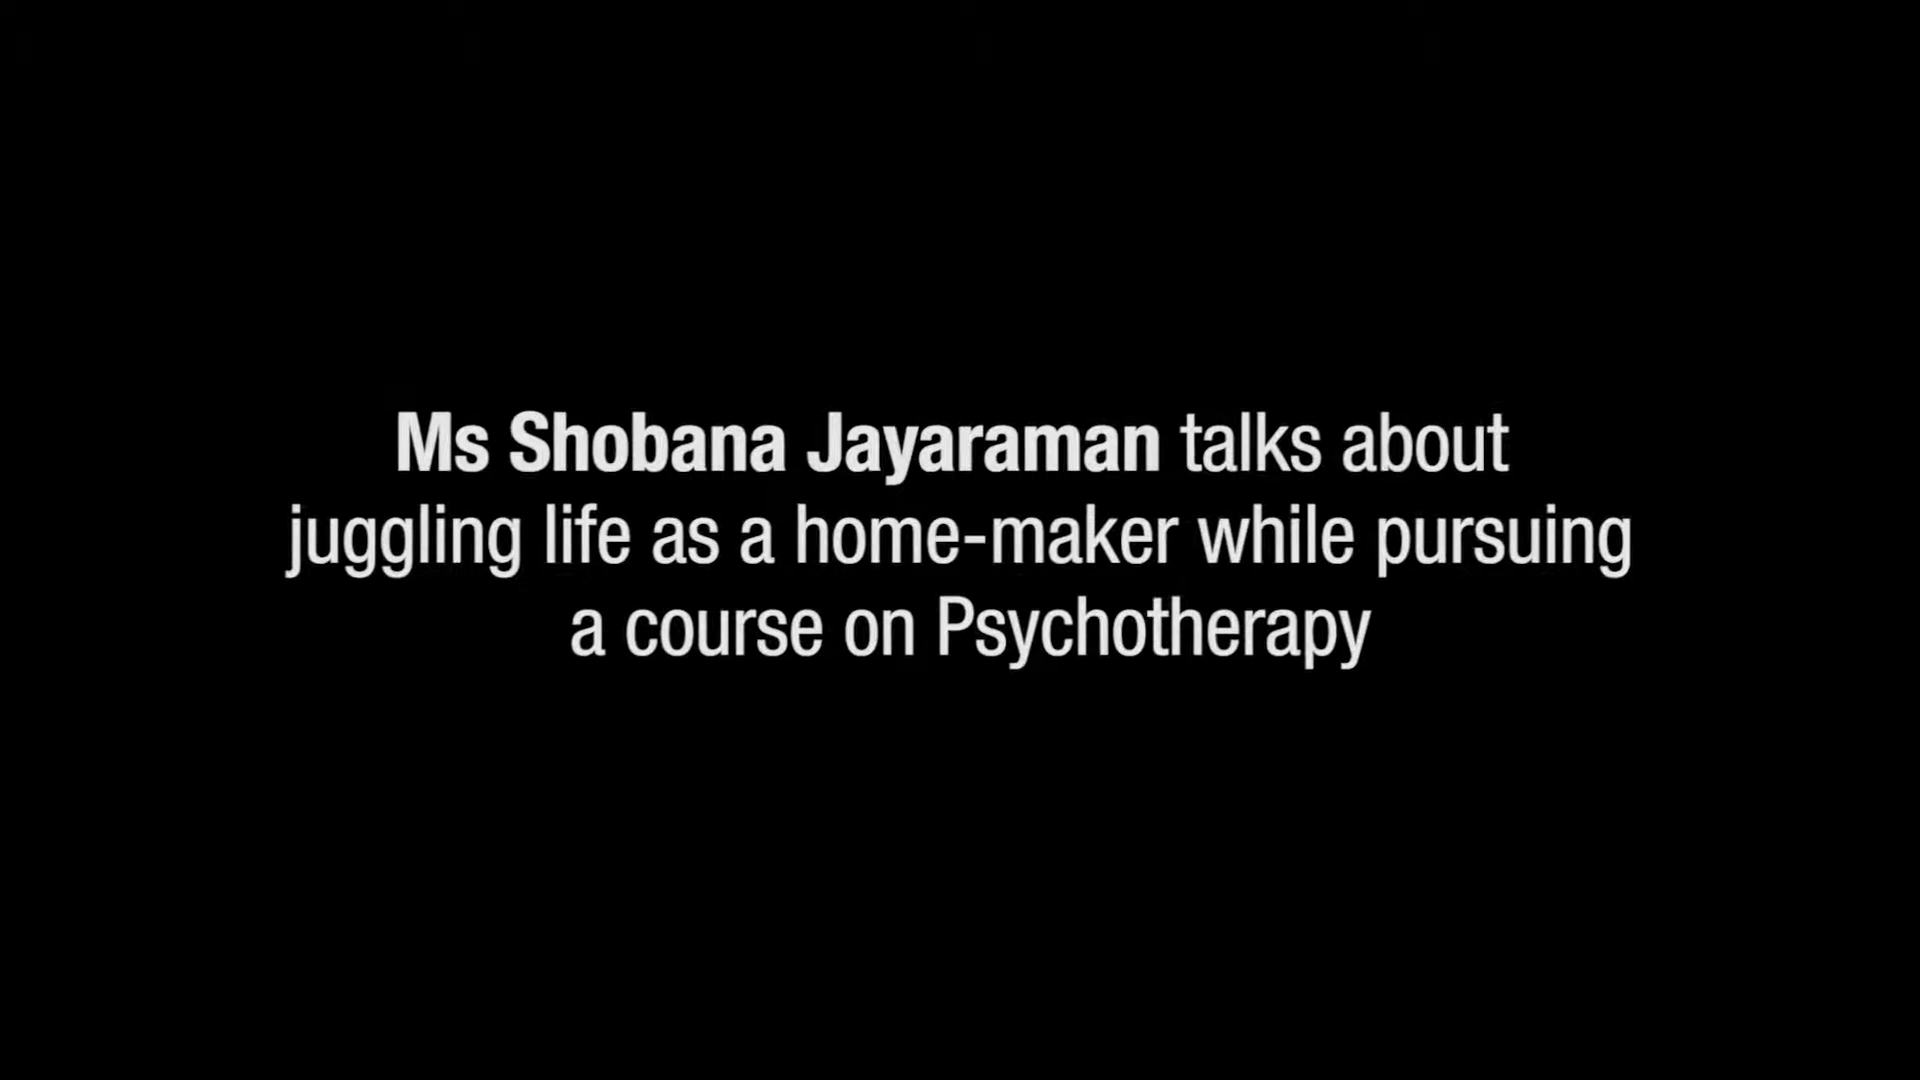 Ms Shobana Jayaraman talks about
juggling life as a home-maker while pursuing
a course on Psychotherapy